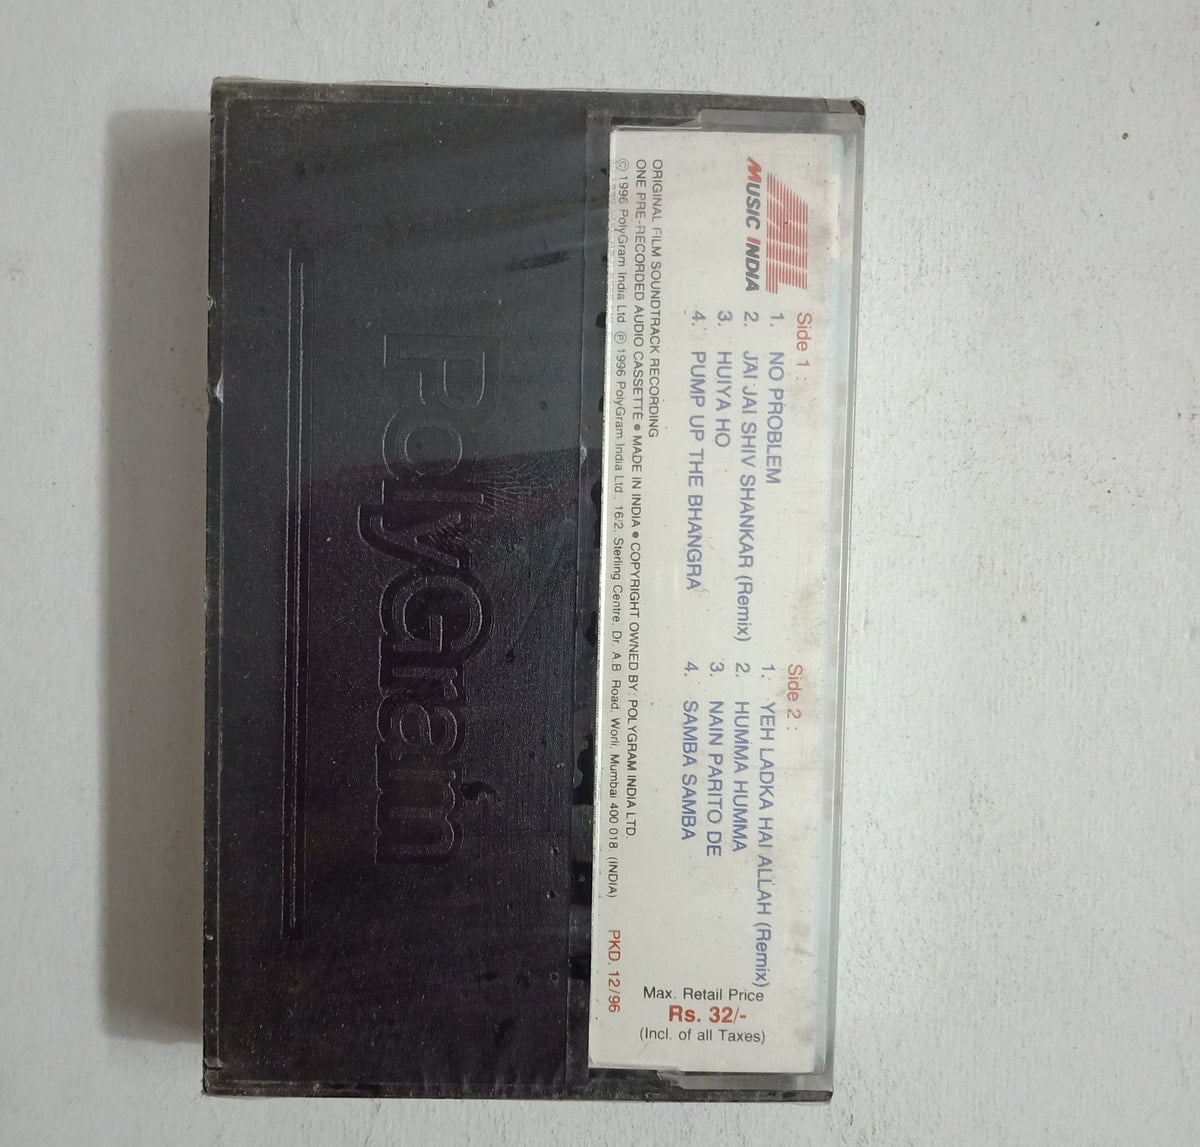 MIL
MUSIC INDIA
Side 1 :
1. NO PROBLEM
2. JAI JAI SHIV SHANKAR (Remix)
3. HUIYA HO
4. PUMP UP THE BHANGRA
Side 2 :
1. YEH LADKA HAI ALLAH (Remix)
2. HUMMA HUMMA
3. NAIN PARITO DE
4. SAMBA SAMBA
ORIGINAL FILM SOUNDTRACK RECORDING
ONE PRE-RECORDED AUDIO CASSETTE • MADE IN INDIA • COPYRIGHT OWNED BY: POLYGRAM INDIA LTD.
© 1996 PolyGram India Ltd ℗ 1996 PolyGram India Ltd. 16/2, Sterling Centre, Dr. A.B. Road, Worli, Mumbai 400 018. (INDIA)
PKD. 12/96
Max. Retail Price
Rs. 32/-
(Incl. of all Taxes)
PolyGram